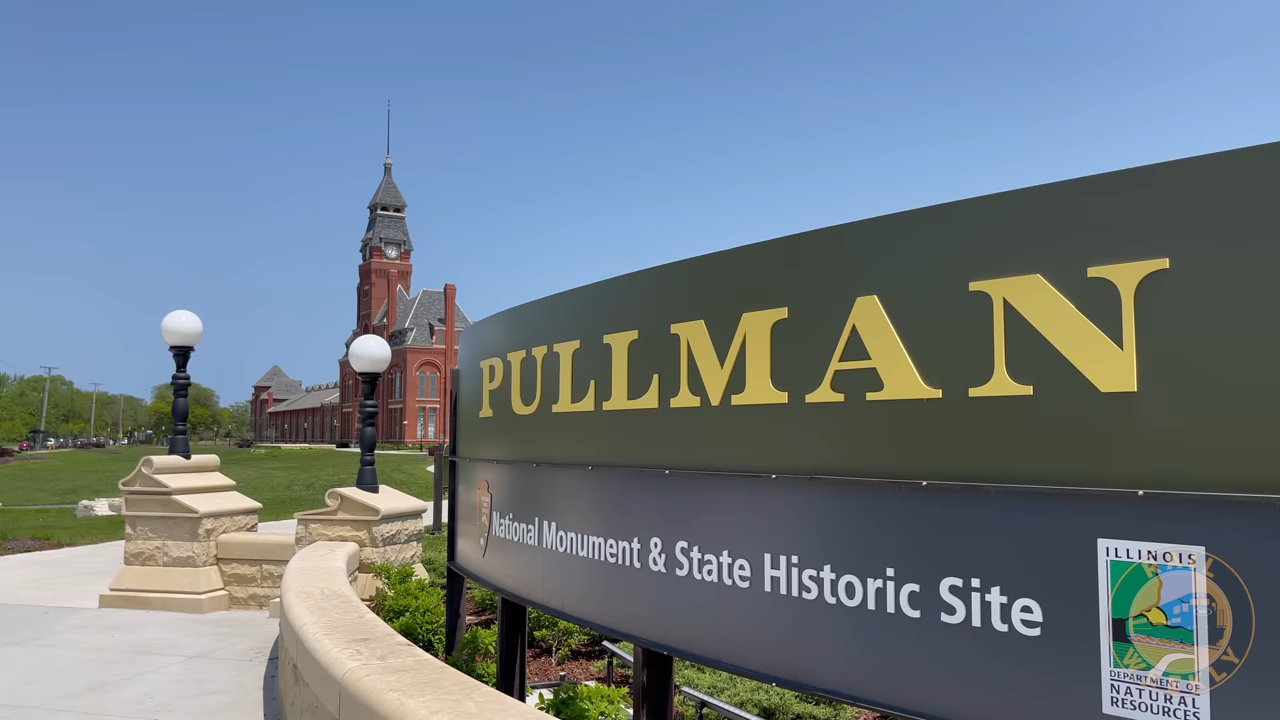 PULLMAN
National Monument & State Historic Site
ILLINOIS
DEPARTMENT OF
NATURAL
RESOURCES